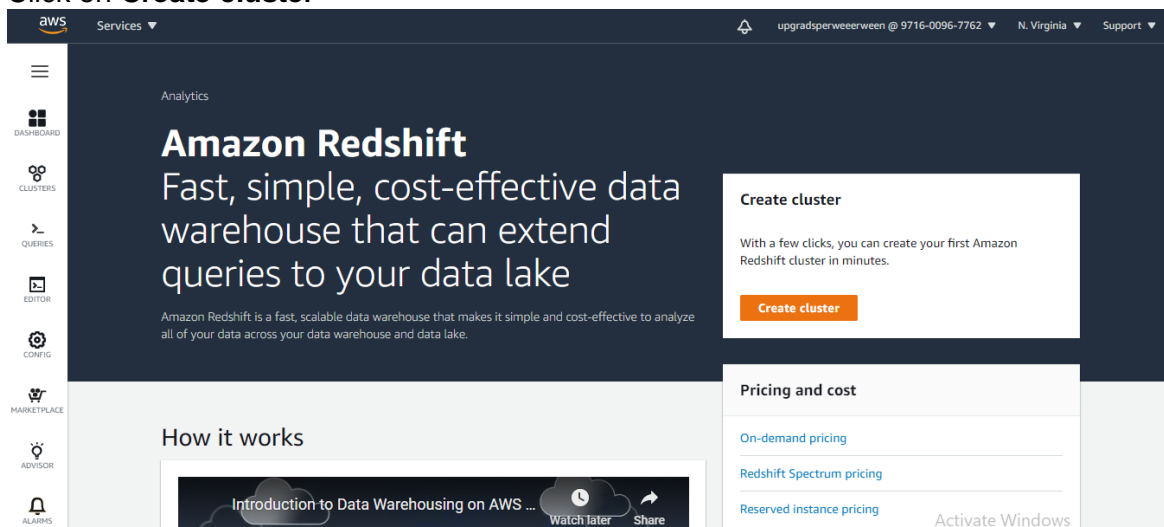 Click on Create cluster
aws
Services ▼
upgradsperweeerween @ 9716-0096-7762 ▼
N. Virginia ▼
Support ▼
DASHBOARD
CLUSTERS
QUERIES
EDITOR
CONFIG
MARKETPLACE
ADVISOR
ALARMS
Analytics
Amazon Redshift
Fast, simple, cost-effective data
warehouse that can extend
queries to your data lake
Amazon Redshift is a fast, scalable data warehouse that makes it simple and cost-effective to analyze
all of your data across your data warehouse and data lake.
Create cluster
With a few clicks, you can create your first Amazon
Redshift cluster in minutes.
Create cluster
Pricing and cost
On-demand pricing
Redshift Spectrum pricing
Reserved instance pricing
How it works
Introduction to Data Warehousing on AWS ...
Watch later
Share
Activate Windows